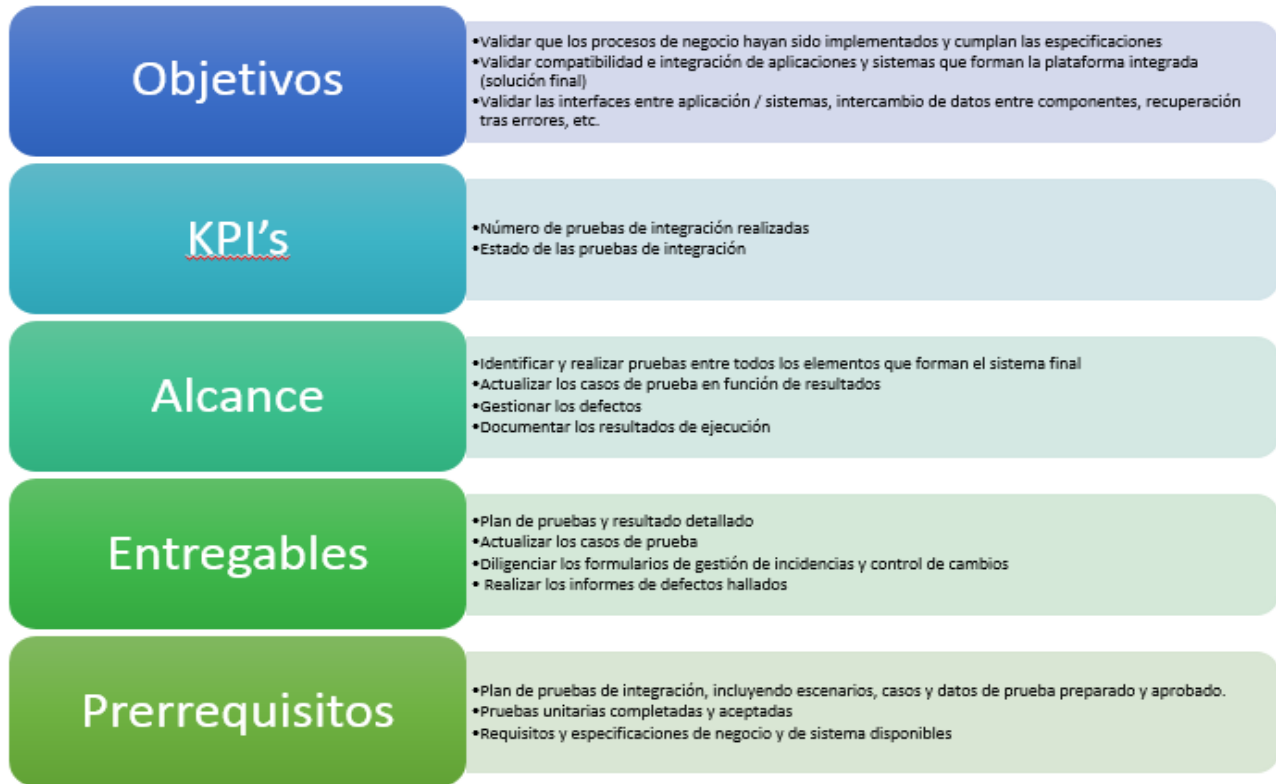 Objetivos
•Validar que los procesos de negocio hayan sido implementados y cumplan las especificaciones
•Validar compatibilidad e integración de aplicaciones y sistemas que forman la plataforma integrada
(solución final)
•Validar las interfaces entre aplicación / sistemas, intercambio de datos entre componentes, recuperación
tras errores, etc.
KPI’s
•Número de pruebas de integración realizadas
•Estado de las pruebas de integración
Alcance
•Identificar y realizar pruebas entre todos los elementos que forman el sistema final
•Actualizar los casos de prueba en función de resultados
•Gestionar los defectos
•Documentar los resultados de ejecución
Entregables
•Plan de pruebas y resultado detallado
•Actualizar los casos de prueba
•Diligenciar los formularios de gestión de incidencias y control de cambios
• Realizar los informes de defectos hallados
Prerrequisitos
•Plan de pruebas de integración, incluyendo escenarios, casos y datos de prueba preparado y aprobado.
•Pruebas unitarias completadas y aceptadas
•Requisitos y especificaciones de negocio y de sistema disponibles